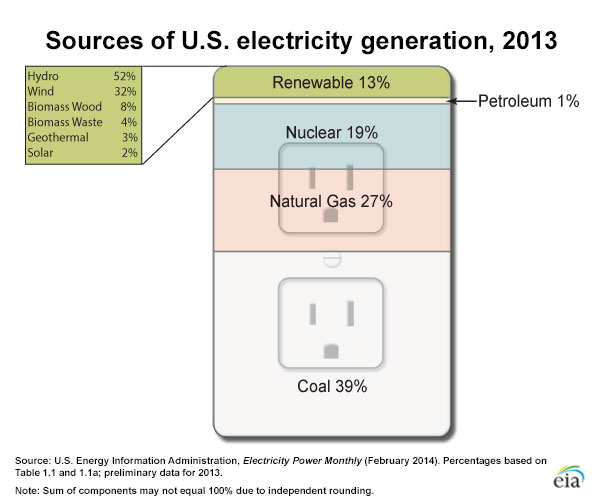 Sources of U.S. electricity generation, 2013
Hydro 52%
Wind 32%
Biomass Wood 8%
Biomass Waste 4%
Geothermal 3%
Solar 2%
Renewable 13%
Petroleum 1%
Nuclear 19%
Natural Gas 27%
Coal 39%
Source: U.S. Energy Information Administration, Electricity Power Monthly (February 2014). Percentages based on
Table 1.1 and 1.1a; preliminary data for 2013.
Note: Sum of components may not equal 100% due to independent rounding.
eia